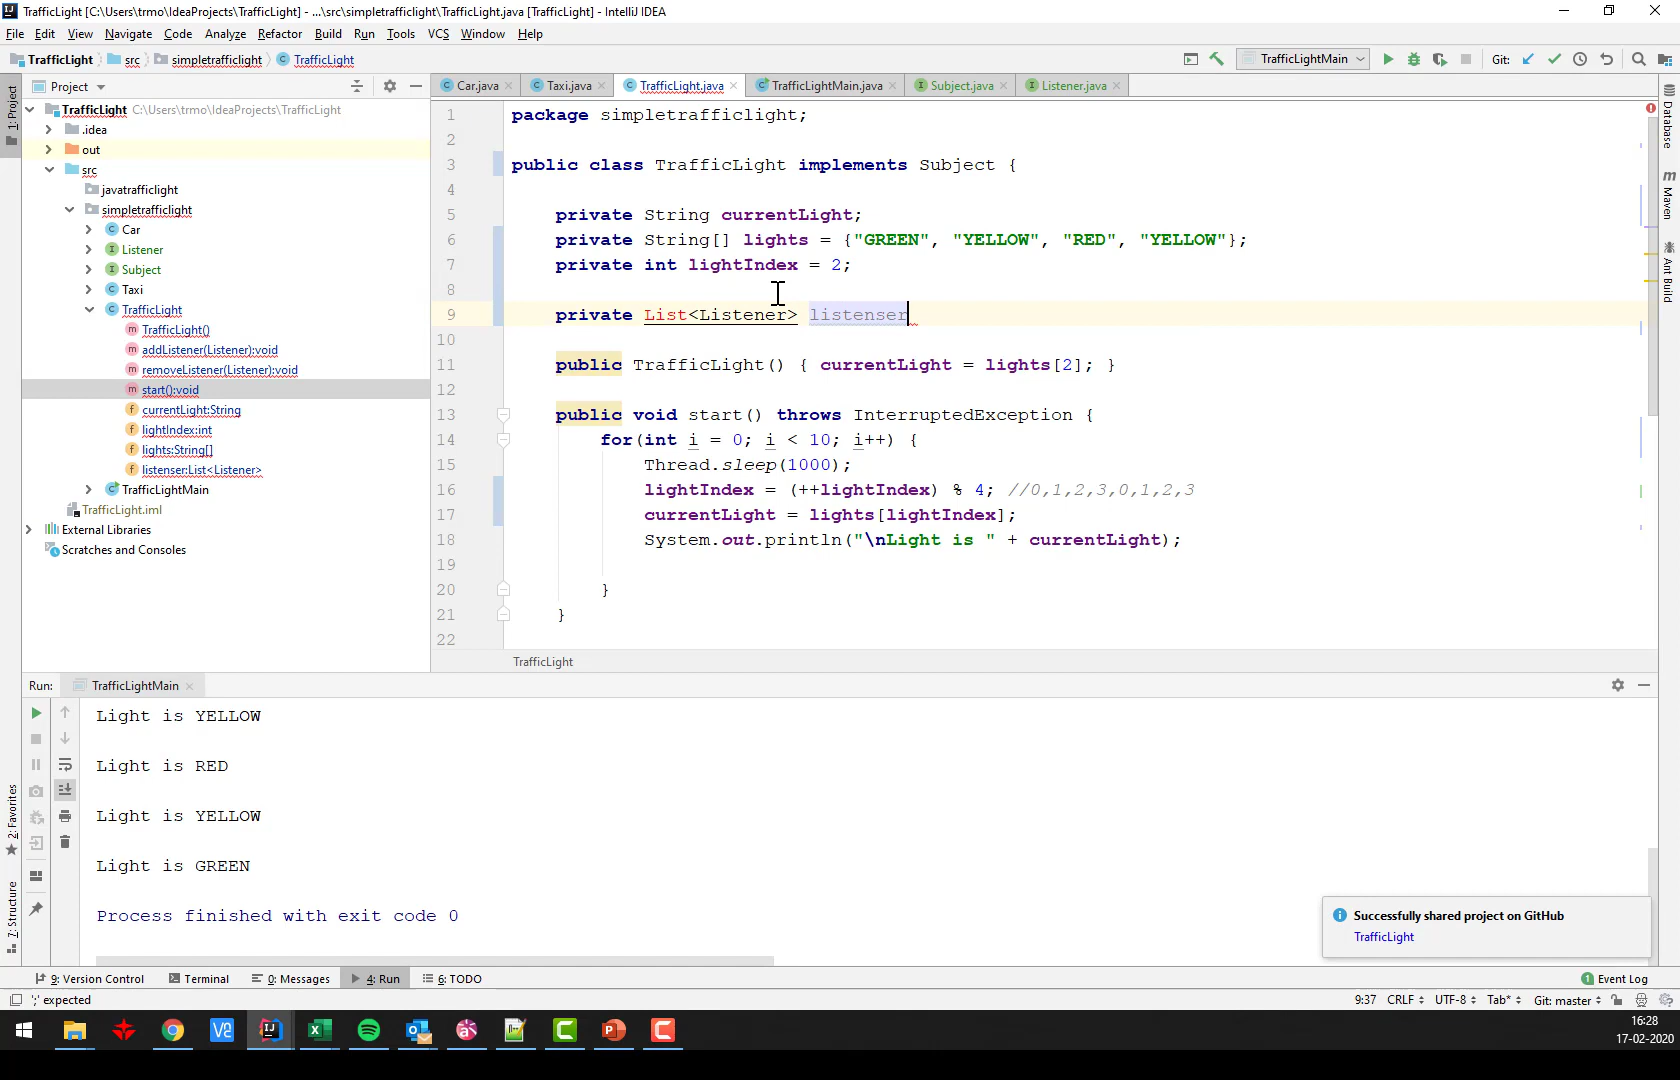 TrafficLight [C:\Users\trmo\IdeaProjects\TrafficLight] - ...\src\simpletrafficlight\TrafficLight.java [TrafficLight] - IntelliJ IDEA
File Edit View Navigate Code Analyze Refactor Build Run Tools VCS Window Help
TrafficLight src simpletrafficlight TrafficLight
TrafficLightMain
Git:
1: Project
Project
TrafficLight C:\Users\trmo\IdeaProjects\TrafficLight
.idea
out
src
javatrafficlight
simpletrafficlight
Car
Listener
Subject
Taxi
TrafficLight
TrafficLight()
addListener(Listener):void
removeListener(Listener):void
start():void
currentLight:String
lightIndex:int
lights:String[]
listenser:List<Listener>
TrafficLightMain
TrafficLight.iml
External Libraries
Scratches and Consoles
Car.java Taxi.java TrafficLight.java TrafficLightMain.java Subject.java Listener.java
1 package simpletrafficlight;
2
3 public class TrafficLight implements Subject {
4
5 private String currentLight;
6 private String[] lights = {"GREEN", "YELLOW", "RED", "YELLOW"};
7 private int lightIndex = 2;
8
9 private List<Listener> listenser
10
11 public TrafficLight() { currentLight = lights[2]; }
12
13 public void start() throws InterruptedException {
14 for(int i = 0; i < 10; i++) {
15 Thread.sleep(1000);
16 lightIndex = (++lightIndex) % 4; //0,1,2,3,0,1,2,3
17 currentLight = lights[lightIndex];
18 System.out.println("\nLight is " + currentLight);
19
20 }
21 }
22
TrafficLight
Database
m Maven
Ant Build
Run: TrafficLightMain
Light is YELLOW
Light is RED
Light is YELLOW
Light is GREEN
Process finished with exit code 0
2: Favorites
7: Structure
Successfully shared project on GitHub
TrafficLight
9: Version Control Terminal 0: Messages 4: Run 6: TODO
1 Event Log
';' expected
9:37 CRLF UTF-8 Tab* Git: master
16:28
17-02-2020